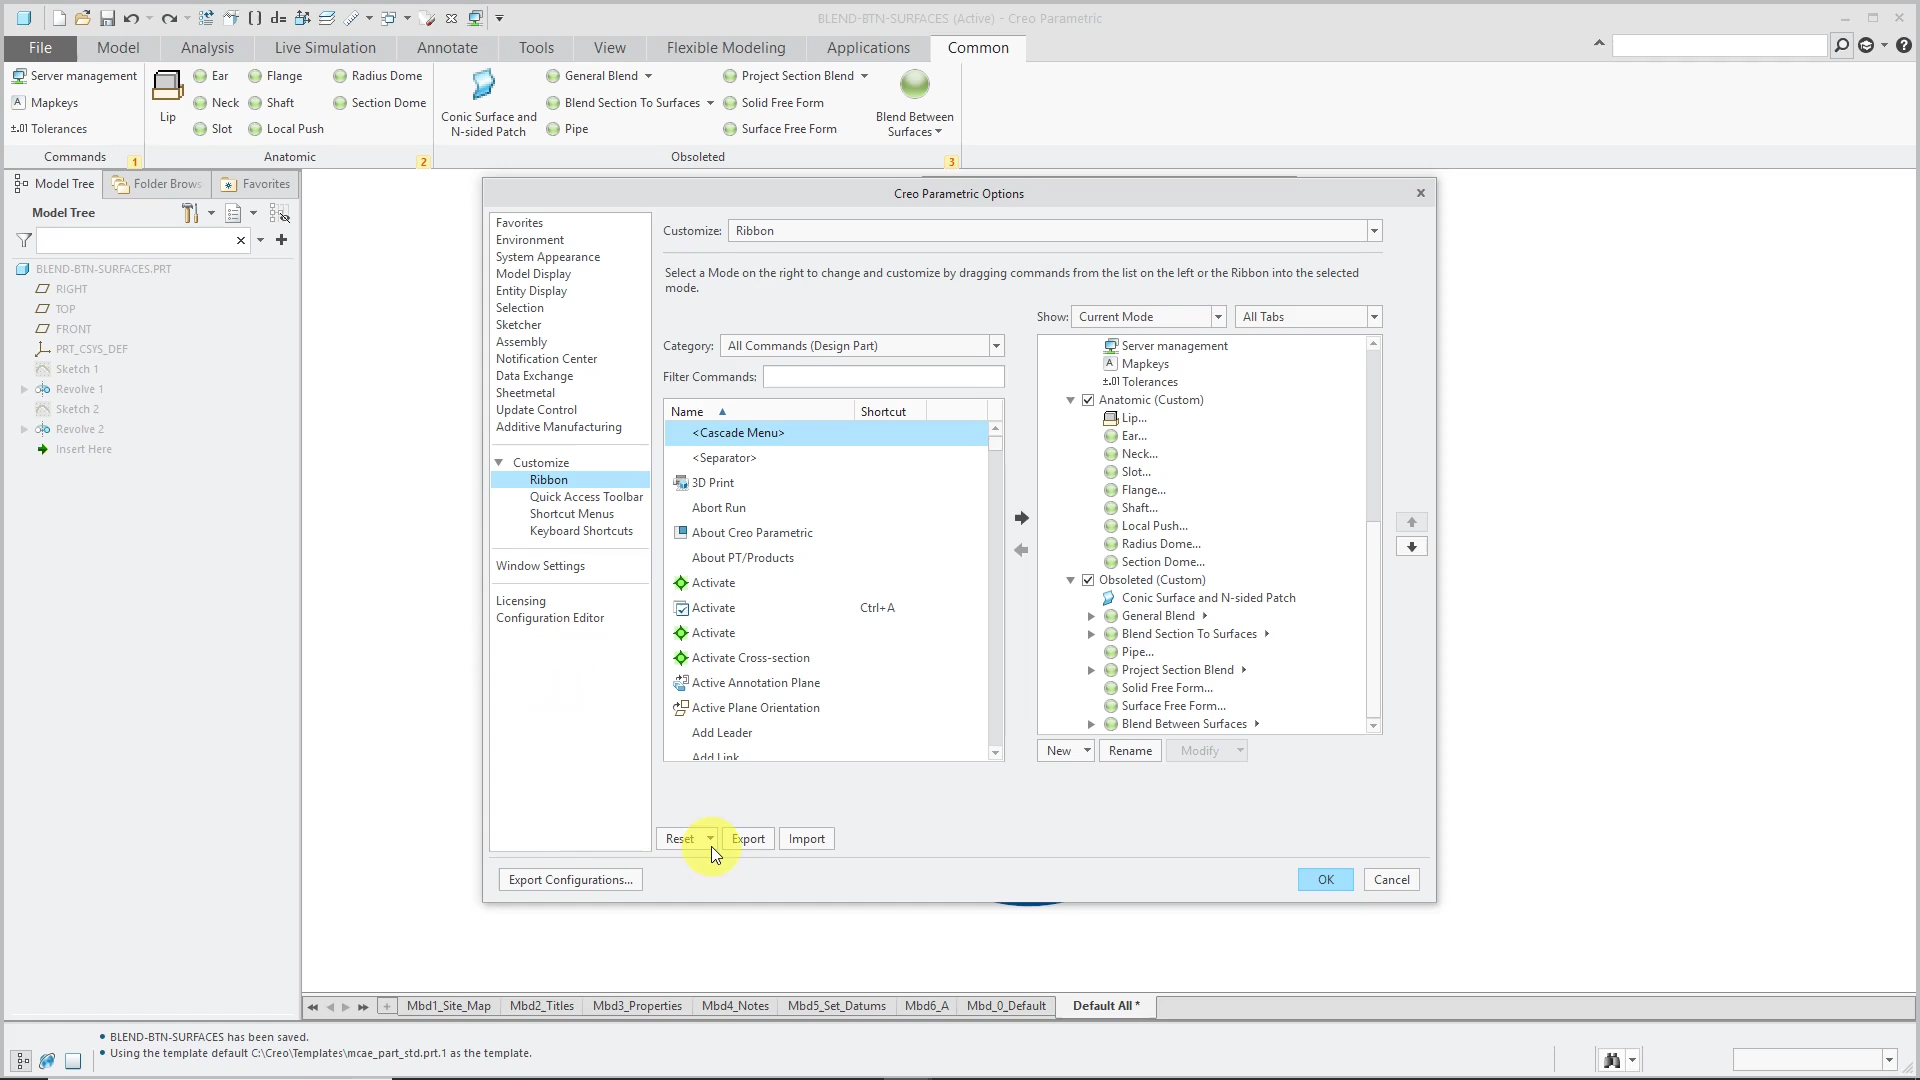 BLEND-BTN-SURFACES (Active) - Creo Parametric
File
Model
Analysis
Live Simulation
Annotate
Tools
View
Flexible Modeling
Applications
Common
Server management
Mapkeys
±.01 Tolerances
Commands
1
Lip
Ear
Neck
Slot
Flange
Shaft
Local Push
Radius Dome
Section Dome
Anatomic
2
Conic Surface and
N-sided Patch
General Blend
Blend Section To Surfaces
Pipe
Project Section Blend
Solid Free Form
Surface Free Form
Blend Between
Surfaces
Obsoleted
3
Model Tree
Folder Brows
Favorites
Model Tree
BLEND-BTN-SURFACES.PRT
RIGHT
TOP
FRONT
PRT_CSYS_DEF
Sketch 1
Revolve 1
Sketch 2
Revolve 2
Insert Here
Creo Parametric Options
Favorites
Environment
System Appearance
Model Display
Entity Display
Selection
Sketcher
Assembly
Notification Center
Data Exchange
Sheetmetal
Update Control
Additive Manufacturing
Customize
Ribbon
Quick Access Toolbar
Shortcut Menus
Keyboard Shortcuts
Window Settings
Licensing
Configuration Editor
Customize: Ribbon
Select a Mode on the right to change and customize by dragging commands from the list on the left or the Ribbon into the selected
mode.
Show: Current Mode
All Tabs
Category: All Commands (Design Part)
Filter Commands:
Name
Shortcut
<Cascade Menu>
<Separator>
3D Print
Abort Run
About Creo Parametric
About PT/Products
Activate
Activate Ctrl+A
Activate
Activate Cross-section
Active Annotation Plane
Active Plane Orientation
Add Leader
Add Link
Server management
Mapkeys
±.01 Tolerances
Anatomic (Custom)
Lip...
Ear...
Neck...
Slot...
Flange...
Shaft...
Local Push...
Radius Dome...
Section Dome...
Obsoleted (Custom)
Conic Surface and N-sided Patch
General Blend
Blend Section To Surfaces
Pipe...
Project Section Blend
Solid Free Form...
Surface Free Form...
Blend Between Surfaces
New
Rename
Modify
Reset
Export
Import
Export Configurations...
OK
Cancel
Mbd1_Site_Map
Mbd2_Titles
Mbd3_Properties
Mbd4_Notes
Mbd5_Set_Datums
Mbd6_A
Mbd_0_Default
Default All *
• BLEND-BTN-SURFACES has been saved.
• Using the template default C:\Creo\Templates\mcae_part_std.prt.1 as the template.